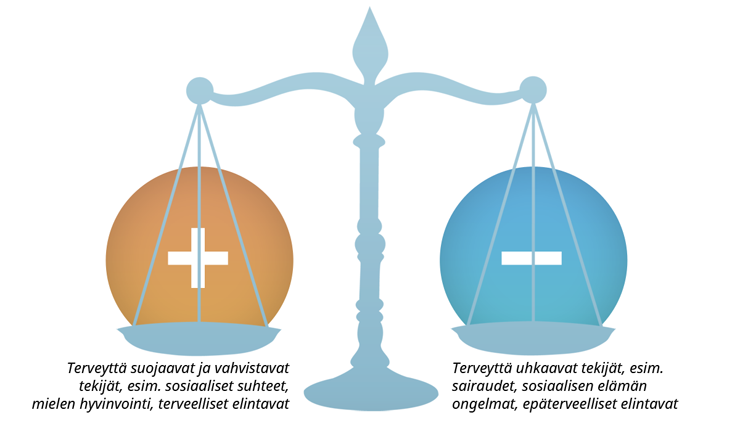 Terveyttä suojaavat ja vahvistavat
tekijät, esim. sosiaaliset suhteet,
mielen hyvinvointi, terveelliset elintavat
Terveyttä uhkaavat tekijät, esim.
sairaudet, sosiaalisen elämän
ongelmat, epäterveelliset elintavat